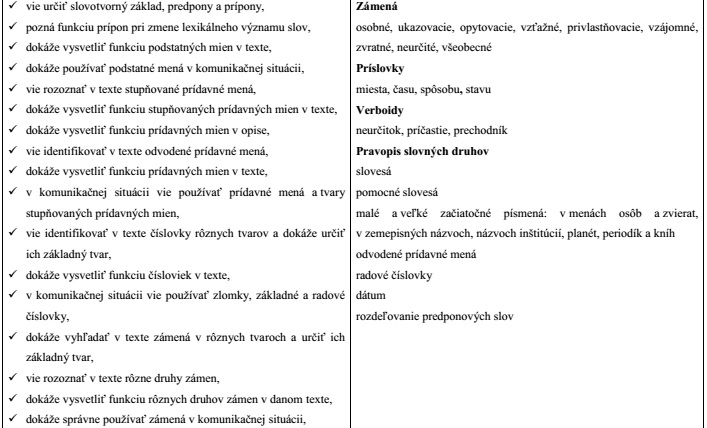 ✓ vie určiť slovotvorný základ, predpony a prípony,
✓ pozná funkciu prípon pri zmene lexikálneho významu slov,
✓ dokáže vysvetliť funkciu podstatných mien v texte,
✓ dokáže používať podstatné mená v komunikačnej situácii,
✓ vie rozoznať v texte stupňované prídavné mená,
✓ dokáže vysvetliť funkciu stupňovaných prídavných mien v texte,
✓ dokáže vysvetliť funkciu prídavných mien v opise,
✓ vie identifikovať v texte odvodené prídavné mená,
✓ dokáže vysvetliť funkciu prídavných mien v texte,
✓ v komunikačnej situácii vie používať prídavné mená a tvary
stupňovaných prídavných mien,
✓ vie identifikovať v texte číslovky rôznych tvarov a dokáže určiť
ich základný tvar,
✓ dokáže vysvetliť funkciu čísloviek v texte,
✓ v komunikačnej situácii vie používať zlomky, základné a radové
číslovky,
✓ dokáže vyhľadať v texte zámená v rôznych tvaroch a určiť ich
základný tvar,
✓ vie rozoznať v texte rôzne druhy zámen,
✓ dokáže vysvetliť funkciu rôznych druhov zámen v danom texte,
✓ dokáže správne používať zámená v komunikačnej situácii,
Zámená
osobné, ukazovacie, opytovacie, vzťažné, privlastňovacie, vzájomné,
zvratné, neurčité, všeobecné
Príslovky
miesta, času, spôsobu, stavu
Verboidy
neurčitok, príčastie, prechodník
Pravopis slovných druhov
slovesá
pomocné slovesá
malé a veľké začiatočné písmená: v menách osôb a zvierat,
v zemepisných názvoch, názvoch inštitúcií, planét, periodík a kníh
odvodené prídavné mená
radové číslovky
dátum
rozdeľovanie predponových slov